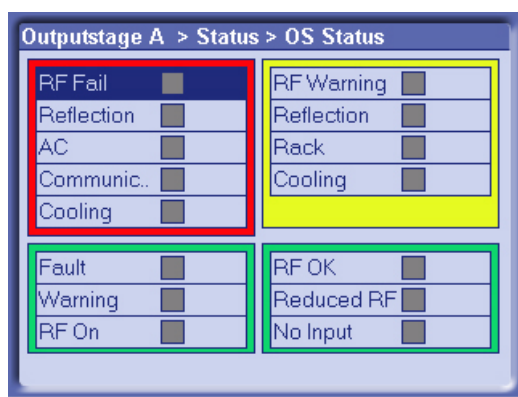 Outputstage A > Status > OS Status
RF Fail
Reflection
AC
Communic..
Cooling
RF Warning
Reflection
Rack
Cooling
Fault
Warning
RF On
RF OK
Reduced RF
No Input